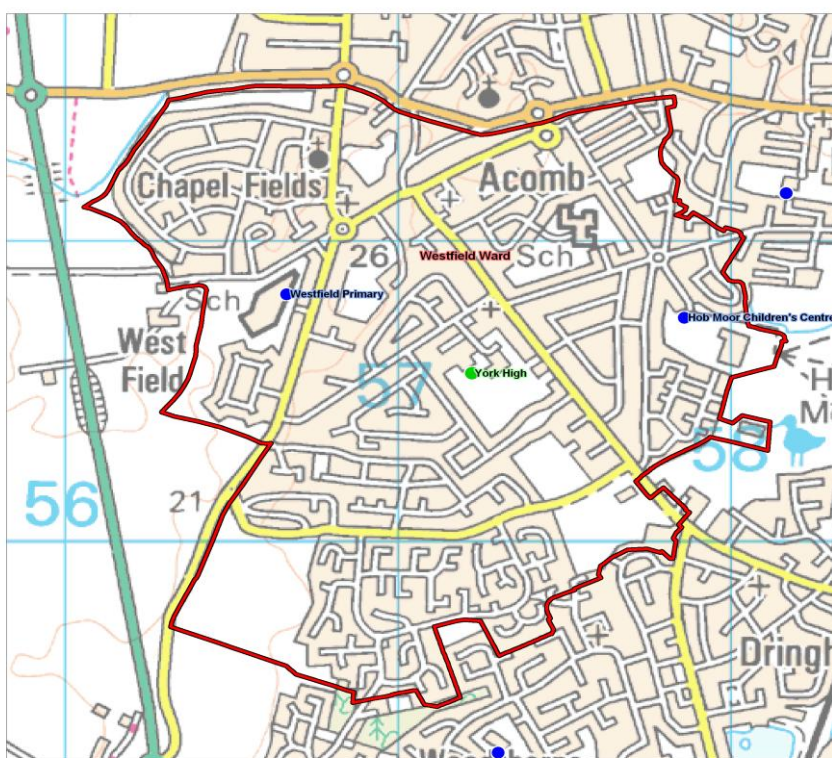 Chapel Fields
Acomb
26
Westfield Ward
Sch
Westfield Primary
Sch
Hob Moor Children's Centre
West
Field
57
York High
H
Mi
58
56
21
Dringh